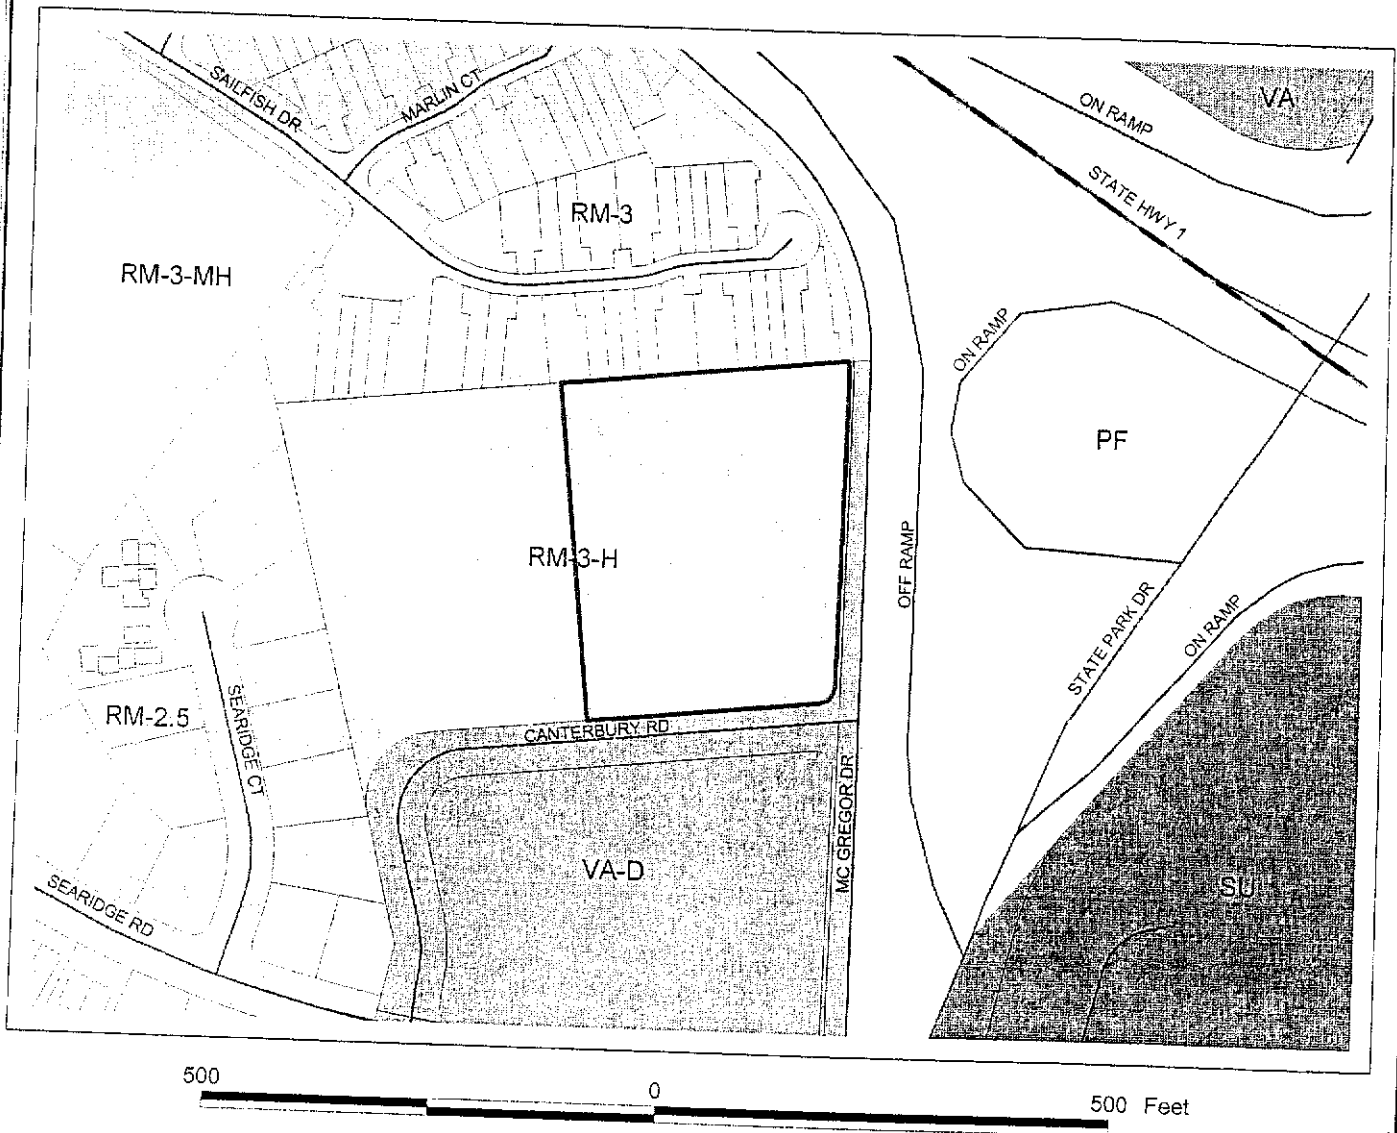 SAILFISH DR
MARLIN CT
ON RAMP
VA
STATE HWY 1
RM-3
RM-3-MH
ON RAMP
PF
RM-3-H
OFF RAMP
STATE PARK DR
ON RAMP
RM-2.5
SEARIDGE CT
CANTERBURY RD
MC GREGOR DR
VA-D
SU
SEARIDGE RD
500 0 500 Feet